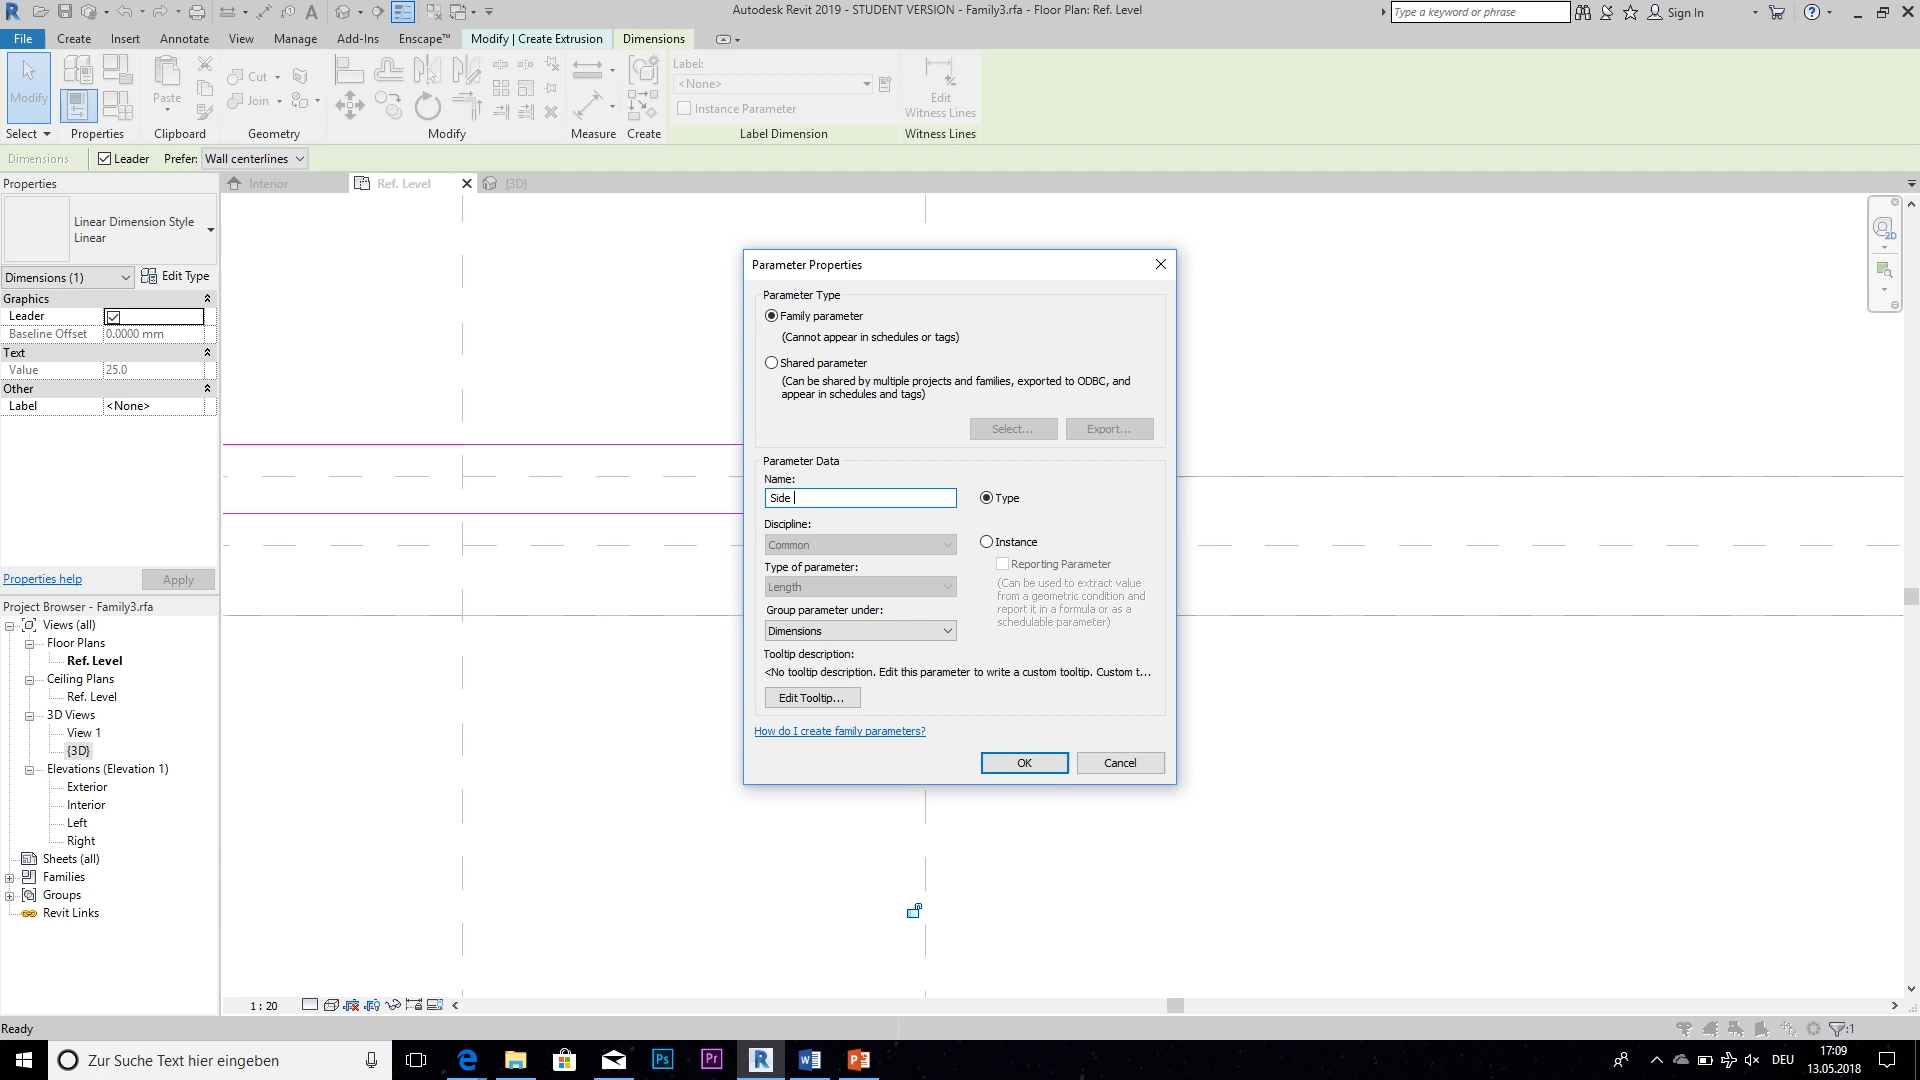 Autodesk Revit 2019 - STUDENT VERSION - Family3.rfa - Floor Plan: Ref. Level
Type a keyword or phrase
Sign In
File Create Insert Annotate View Manage Add-Ins Enscape™ Modify | Create Extrusion Dimensions
Modify
Paste
Cut
Join
Label:
<None>
Instance Parameter
Edit
Witness Lines
Select Properties Clipboard Geometry Modify Measure Create Label Dimension Witness Lines
Dimensions Leader Prefer: Wall centerlines
Properties
Interior Ref. Level {3D}
Linear Dimension Style
Linear
Dimensions (1) Edit Type
Graphics
Leader
Baseline Offset 0.0000 mm
Text
Value 25.0
Other
Label <None>
Properties help Apply
Project Browser - Family3.rfa
Views (all)
Floor Plans
Ref. Level
Ceiling Plans
Ref. Level
3D Views
View 1
{3D}
Elevations (Elevation 1)
Exterior
Interior
Left
Right
Sheets (all)
Families
Groups
Revit Links
Parameter Properties
Parameter Type
Family parameter
(Cannot appear in schedules or tags)
Shared parameter
(Can be shared by multiple projects and families, exported to ODBC, and
appear in schedules and tags)
Select... Export...
Parameter Data
Name:
Side
Type
Discipline:
Common
Instance
Reporting Parameter
(Can be used to extract value
from a geometric condition and
report it in a formula or as a
schedulable parameter)
Type of parameter:
Length
Group parameter under:
Dimensions
Tooltip description:
<No tooltip description. Edit this parameter to write a custom tooltip. Custom t...
Edit Tooltip...
How do I create family parameters?
OK Cancel
2D
1 : 20
Ready
:1
Zur Suche Text hier eingeben
Ps
Pr
R
DEU
17:09
13.05.2018